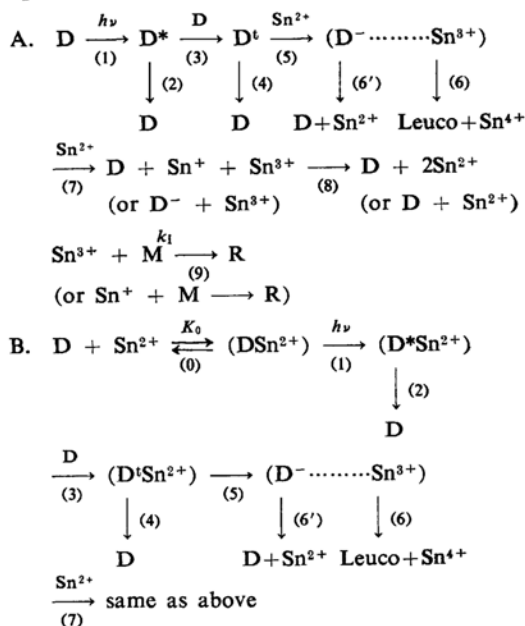 A. D hν→(1) D* D→(3) Dᵗ Sn²⁺→(5) (D⁻·········Sn³⁺)
↓(2) ↓(4) ↓(6′) ↓(6)
D D D+Sn²⁺ Leuco+Sn⁴⁺
Sn²⁺→(7) D + Sn⁺ + Sn³⁺ →(8) D + 2Sn²⁺
(or D⁻ + Sn³⁺) (or D + Sn²⁺)
Sn³⁺ + M k₁→(9) R
(or Sn⁺ + M ⟶ R)
B. D + Sn²⁺ K₀⇄(0) (DSn²⁺) hν→(1) (D*Sn²⁺)
↓(2)
D
D→(3) (DᵗSn²⁺) →(5) (D⁻·········Sn³⁺)
↓(4) ↓(6′) ↓(6)
D D+Sn²⁺ Leuco+Sn⁴⁺
Sn²⁺→(7) same as above